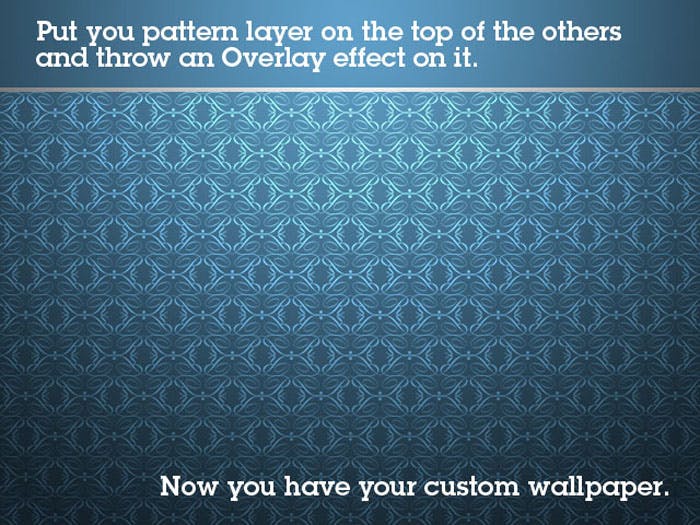 Put you pattern layer on the top of the others
and throw an Overlay effect on it.
Now you have your custom wallpaper.